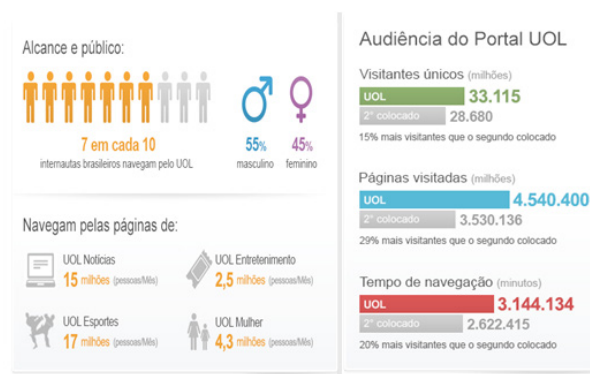 Alcance e público:
7 em cada 10
internautas brasileiros navegam pelo UOL
55%
masculino
45%
feminino
Navegam pelas páginas de:
UOL Notícias
15 milhões (pessoas/Mês)
UOL Entretenimento
2,5 milhões (pessoas/Mês)
UOL Esportes
17 milhões (pessoas/Mês)
UOL Mulher
4,3 milhões (pessoas/Mês)
Audiência do Portal UOL
Visitantes únicos (milhões)
UOL 33.115
2° colocado 28.680
15% mais visitantes que o segundo colocado
Páginas visitadas (milhões)
UOL 4.540.400
2° colocado 3.530.136
29% mais visitantes que o segundo colocado
Tempo de navegação (minutos)
UOL 3.144.134
2° colocado 2.622.415
20% mais visitantes que o segundo colocado